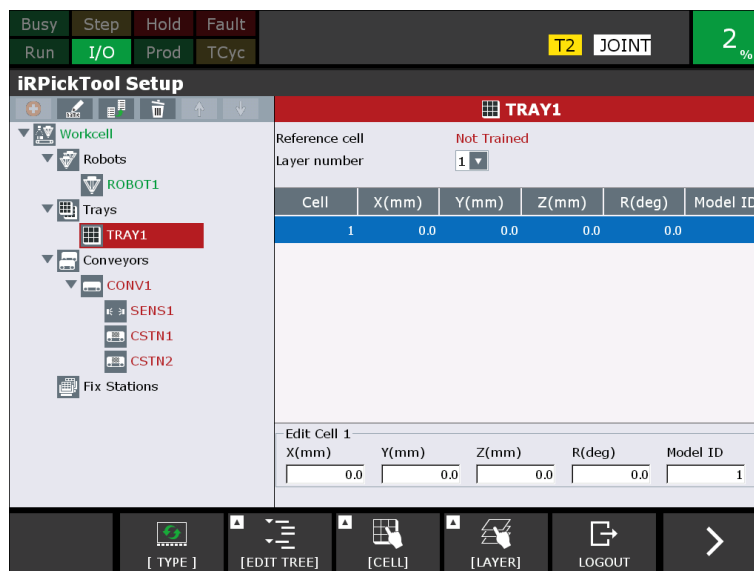 Busy Step Hold Fault
Run I/O Prod TCyc
T2 JOINT
2 %
iRPickTool Setup
TRAY1
Workcell
Robots
ROBOT1
Trays
TRAY1
Conveyors
CONV1
SENS1
CSTN1
CSTN2
Fix Stations
Reference cell Not Trained
Layer number 1
Cell X(mm) Y(mm) Z(mm) R(deg) Model ID
1 0.0 0.0 0.0 0.0
Edit Cell 1
X(mm) Y(mm) Z(mm) R(deg) Model ID
0.0 0.0 0.0 0.0 1
[ TYPE ] [EDIT TREE] [CELL] [LAYER] LOGOUT